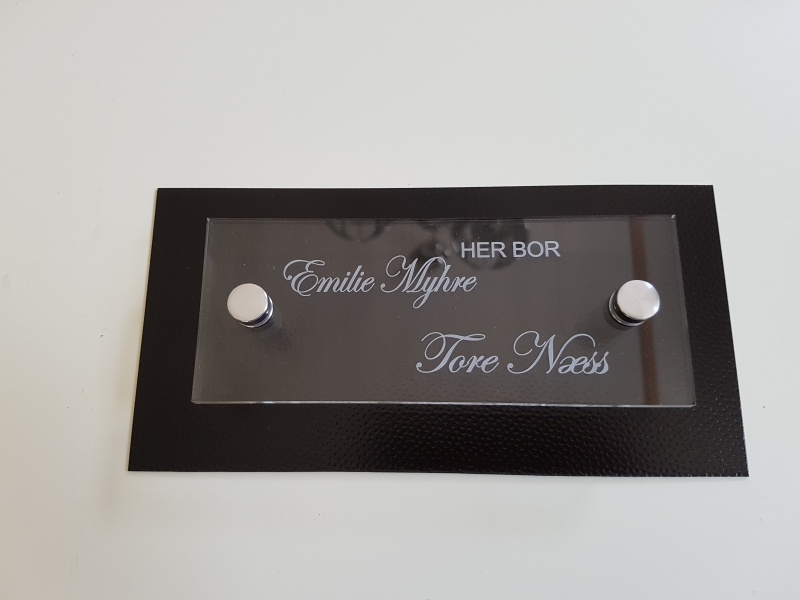 HER BOR
Emilie Myhre
Tore Næss